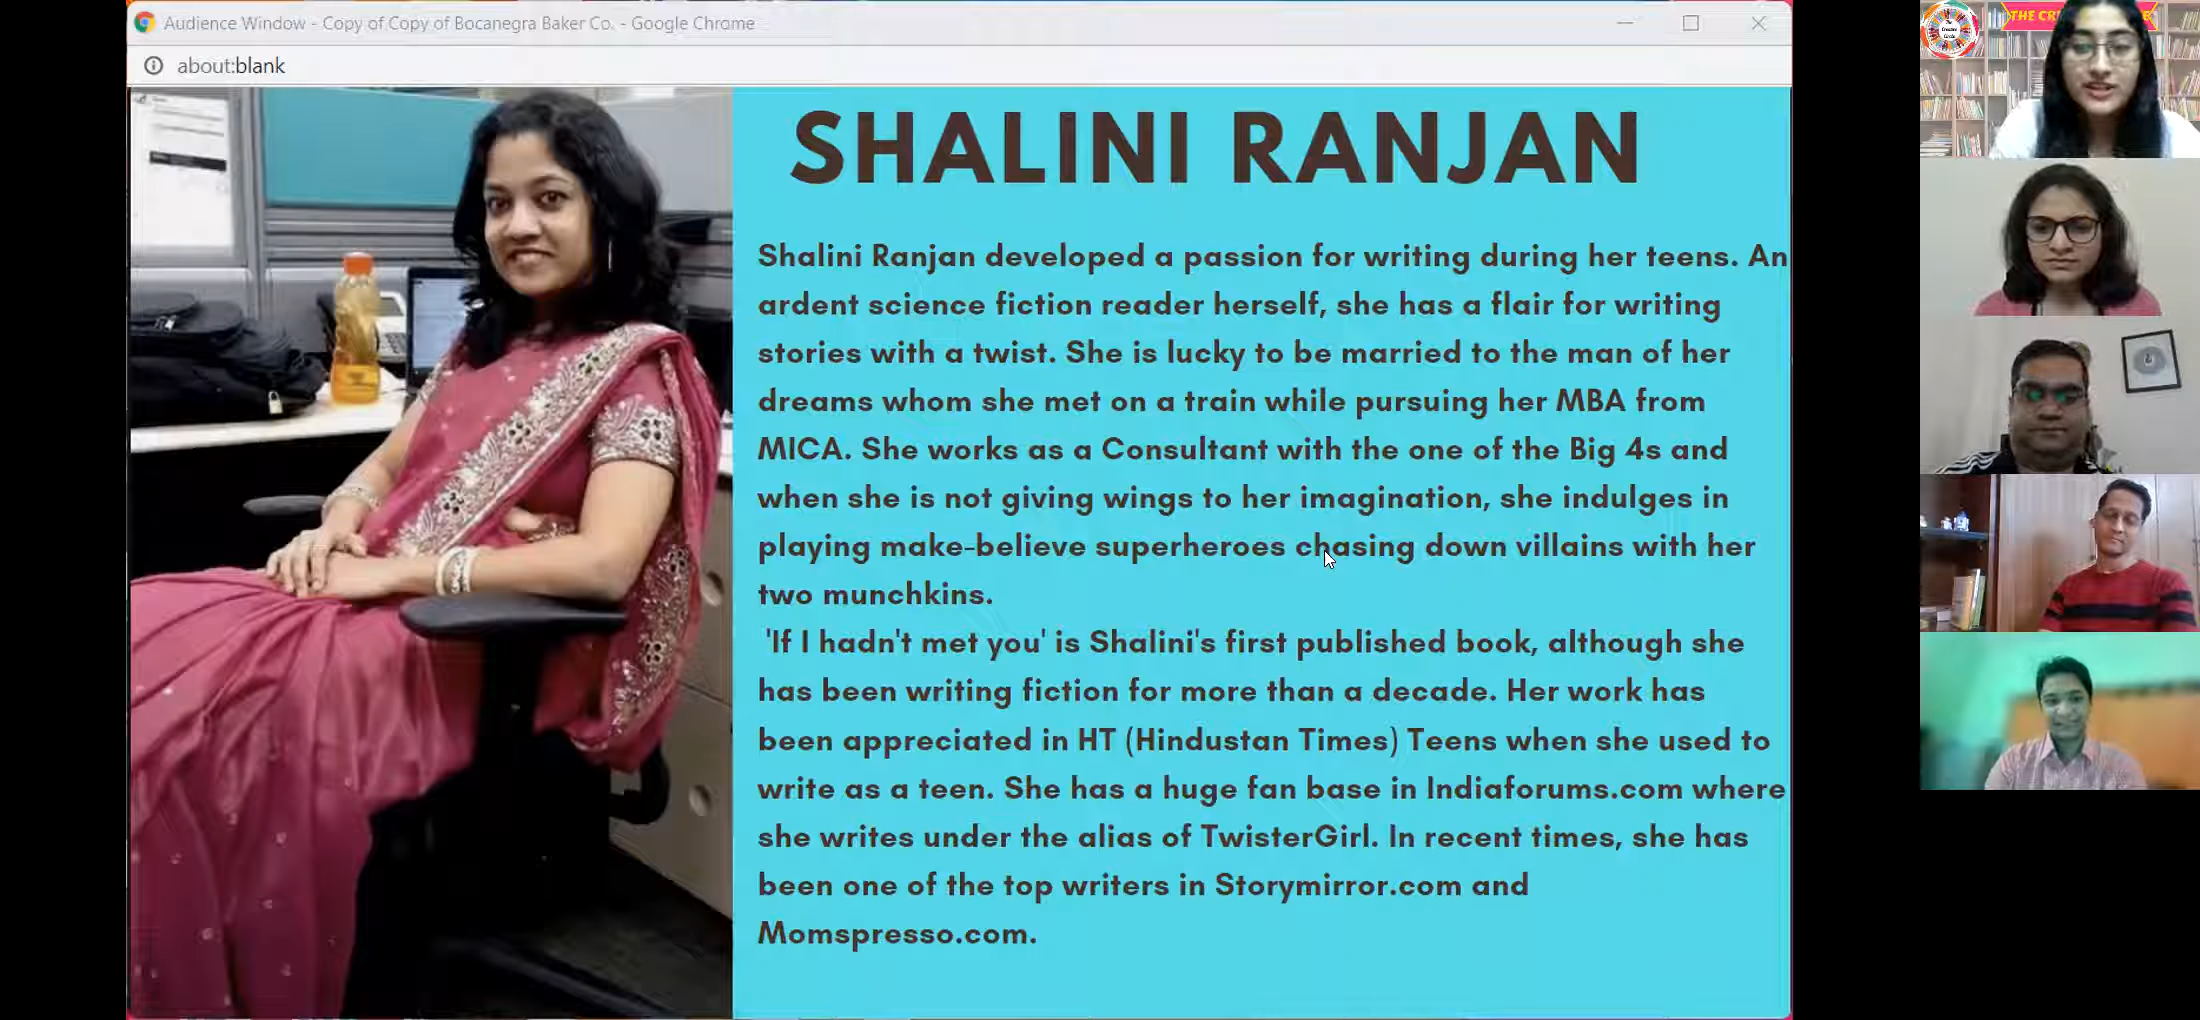 Audience Window - Copy of Copy of Bocanegra Baker Co. - Google Chrome
about:blank
SHALINI RANJAN
Shalini Ranjan developed a passion for writing during her teens. An
ardent science fiction reader herself, she has a flair for writing
stories with a twist. She is lucky to be married to the man of her
dreams whom she met on a train while pursuing her MBA from
MICA. She works as a Consultant with the one of the Big 4s and
when she is not giving wings to her imagination, she indulges in
playing make-believe superheroes chasing down villains with her
two munchkins.
'If I hadn't met you' is Shalini's first published book, although she
has been writing fiction for more than a decade. Her work has
been appreciated in HT (Hindustan Times) Teens when she used to
write as a teen. She has a huge fan base in Indiaforums.com where
she writes under the alias of TwisterGirl. In recent times, she has
been one of the top writers in Storymirror.com and
Momspresso.com.
The
Creative
Circle
THE